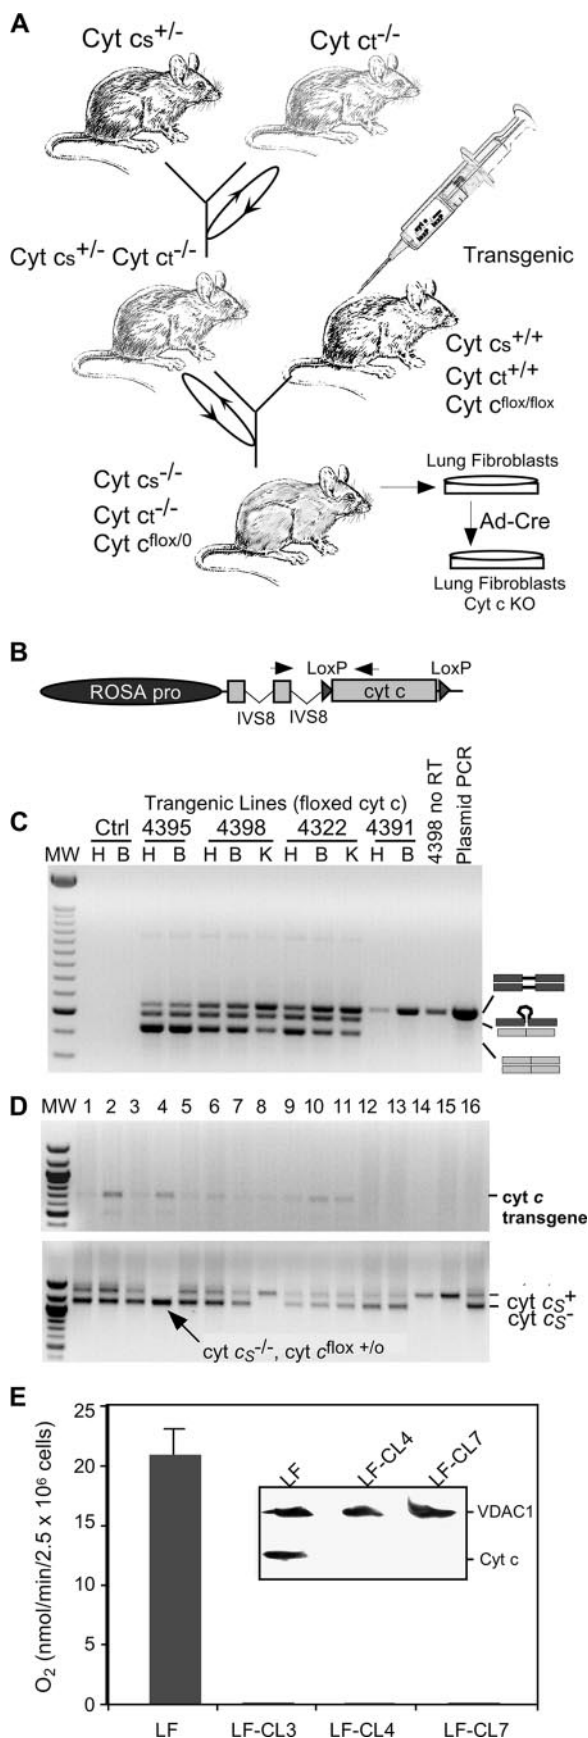 A
Cyt cs+/- Cyt ct-/-
Cyt cs+/- Cyt ct-/-
Transgenic
Cyt cs+/+
Cyt ct+/+
Cyt cflox/flox
Cyt cs-/-
Cyt ct-/-
Cyt cflox/0
Lung Fibroblasts
Ad-Cre
Lung Fibroblasts
Cyt c KO
B
LoxP LoxP
ROSA pro cyt c
IVS8 IVS8
C
Trangenic Lines (floxed cyt c)
4398 no RT
Plasmid PCR
Ctrl 4395 4398 4322 4391
MW H B H B H B K H B K H B
D
MW 1 2 3 4 5 6 7 8 9 10 11 12 13 14 15 16
cyt c
transgene
cyt cS+
cyt cS-
cyt cS-/-, cyt cflox +/o
E
O2 (nmol/min/2.5 x 10⁶ cells)
25
20
15
10
5
0
LF LF-CL4 LF-CL7
VDAC1
Cyt c
LF LF-CL3 LF-CL4 LF-CL7